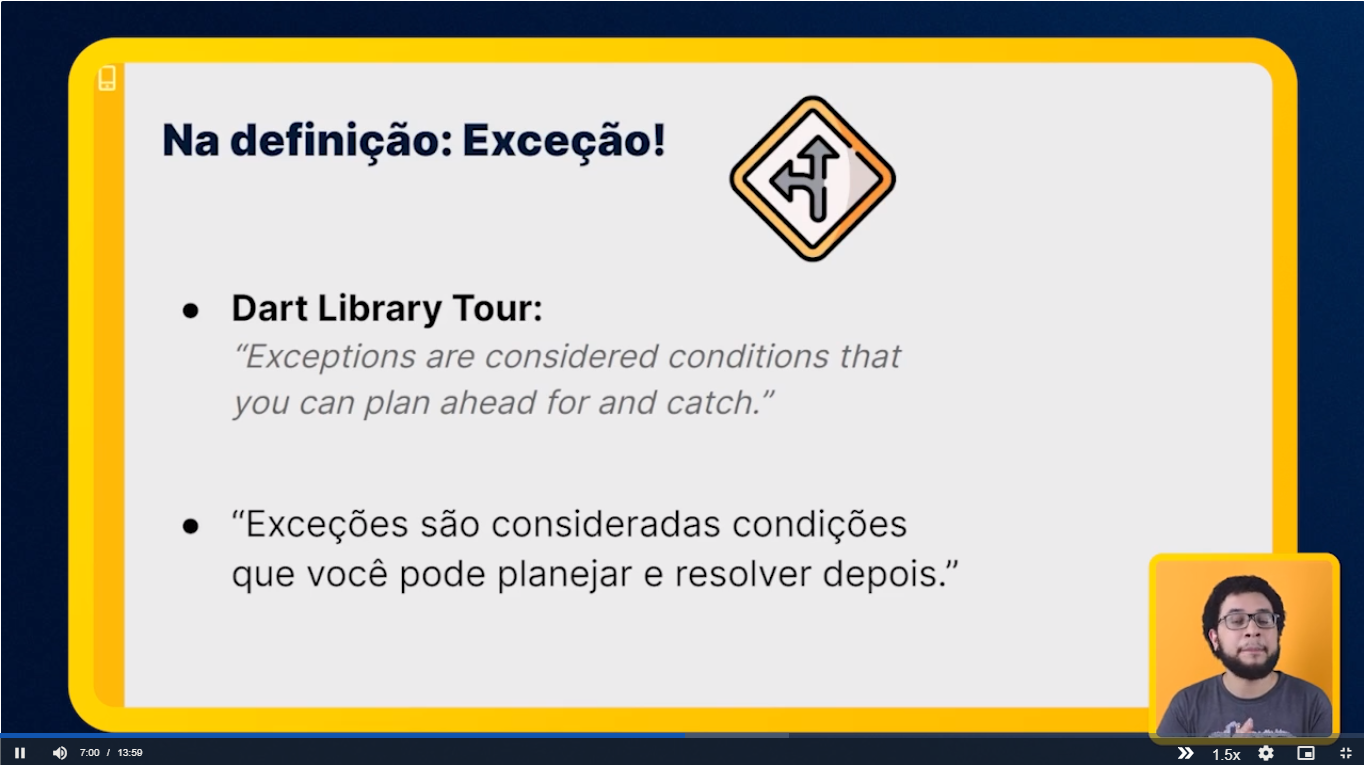 Na definição: Exceção!
Dart Library Tour:
“Exceptions are considered conditions that
you can plan ahead for and catch.”
“Exceções são consideradas condições
que você pode planejar e resolver depois.”
7:00 / 13:59
1.5x